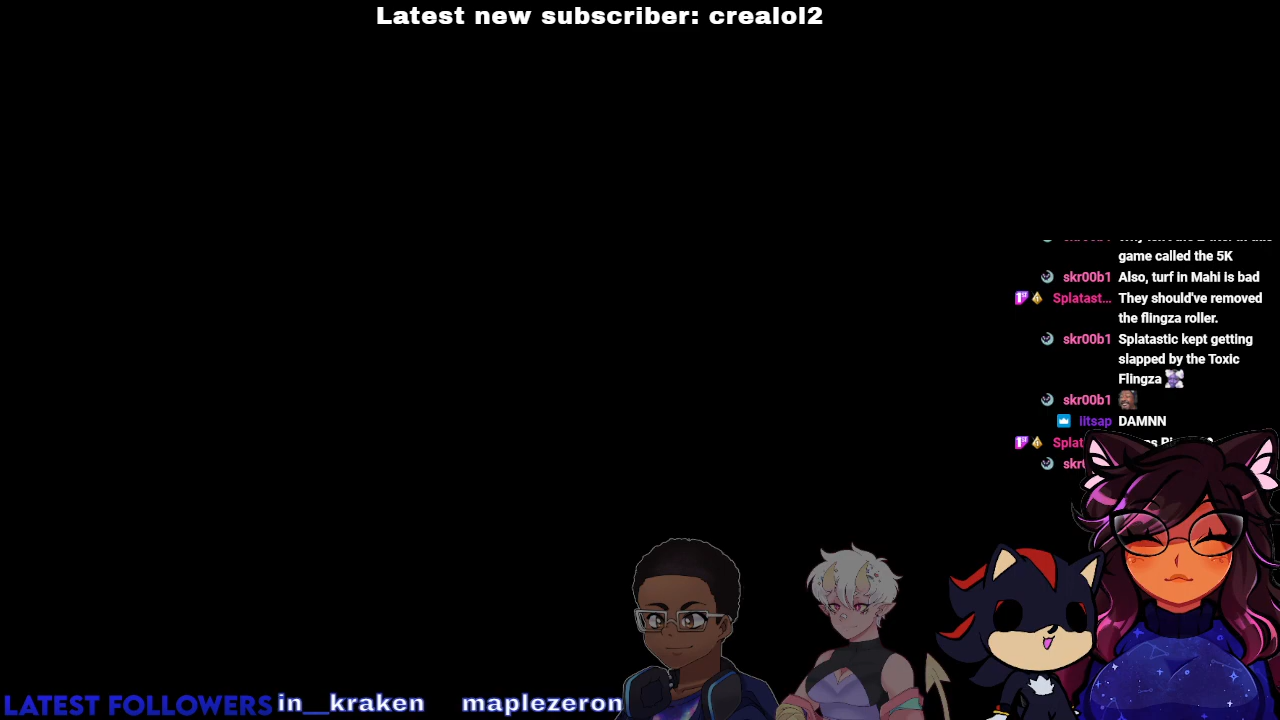 Latest new subscriber: crealol2
game called the 5K
skr00b1 Also, turf in Mahi is bad
Splatast... They should've removed
the flingza roller.
skr00b1 Splatastic kept getting
slapped by the Toxic
Flingza
skr00b1
iitsap DAMNN
LATEST FOLLOWERS in__kraken maplezeron